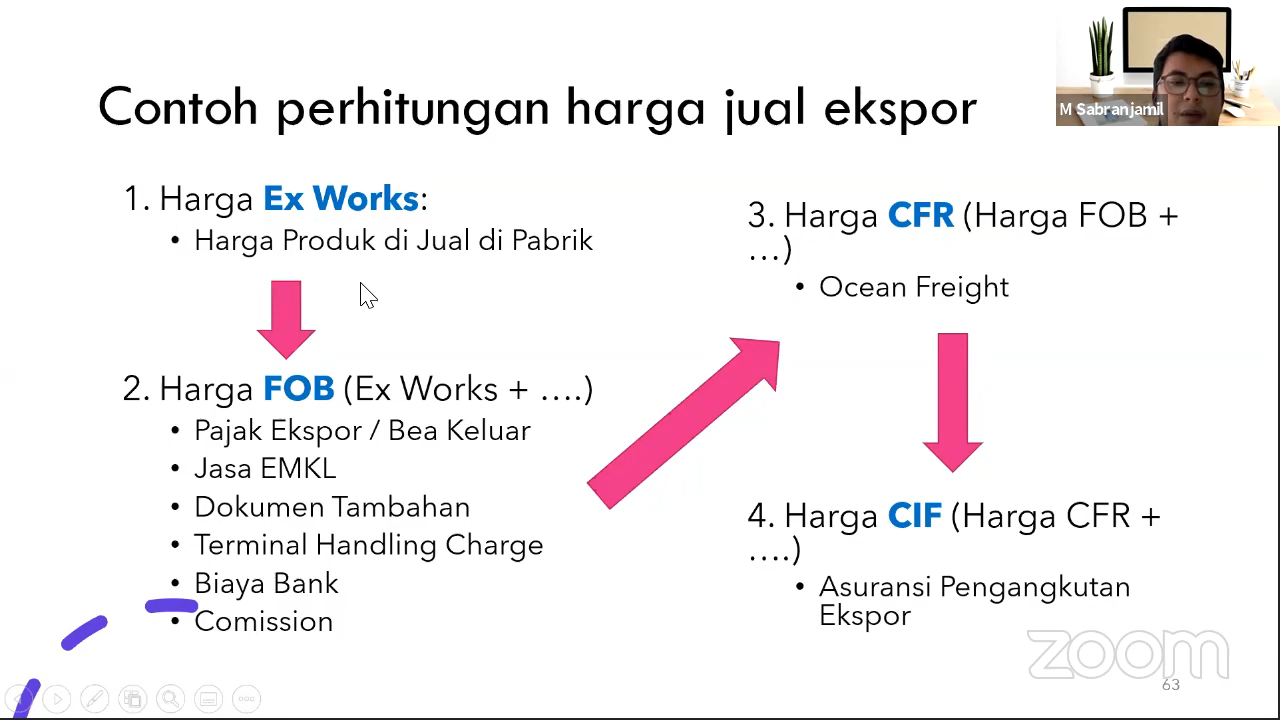 Contoh perhitungan harga jual ekspor
M Sabranjamil
1. Harga Ex Works:
• Harga Produk di Jual di Pabrik
2. Harga FOB (Ex Works + ….)
• Pajak Ekspor / Bea Keluar
• Jasa EMKL
• Dokumen Tambahan
• Terminal Handling Charge
• Biaya Bank
• Comission
3. Harga CFR (Harga FOB +
…)
• Ocean Freight
4. Harga CIF (Harga CFR +
….)
• Asuransi Pengangkutan
Ekspor
zoom
63